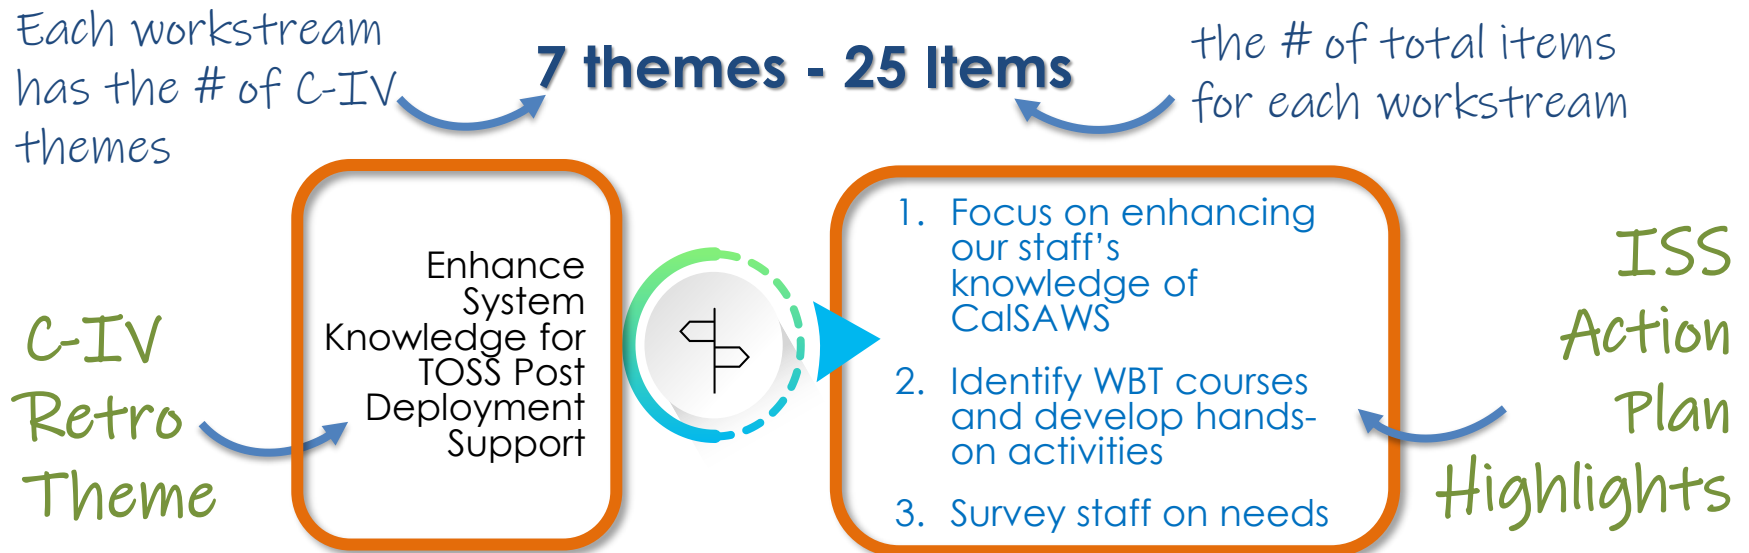 Each workstream
has the # of C-IV
themes
7 themes - 25 Items
the # of total items
for each workstream
C-IV
Retro
Theme
Enhance
System
Knowledge for
TOSS Post
Deployment
Support
1. Focus on enhancing
our staff's
knowledge of
CalSAWS
2. Identify WBT courses
and develop hands-
on activities
3. Survey staff on needs
ISS
Action
Plan
Highlights